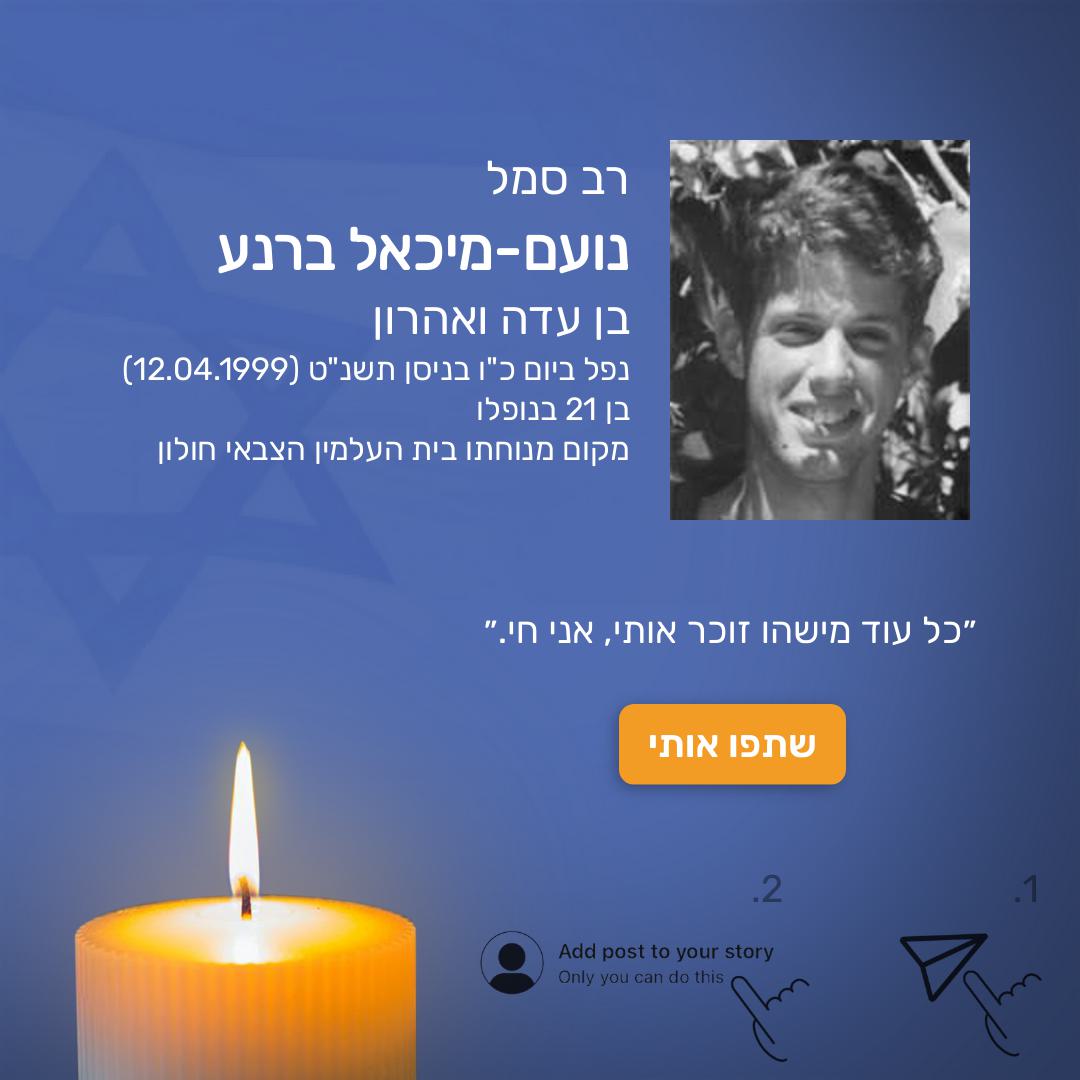 רב סמל
נועם-מיכאל ברנע
בן עדה ואהרון
נפל ביום כ"ו בניסן תשנ"ט (12.04.1999)
בן 21 בנופלו
מקום מנוחתו בית העלמין הצבאי חולון
״כל עוד מישהו זוכר אותי, אני חי.״
שתפו אותי
1.
2.
Add post to your story
Only you can do this